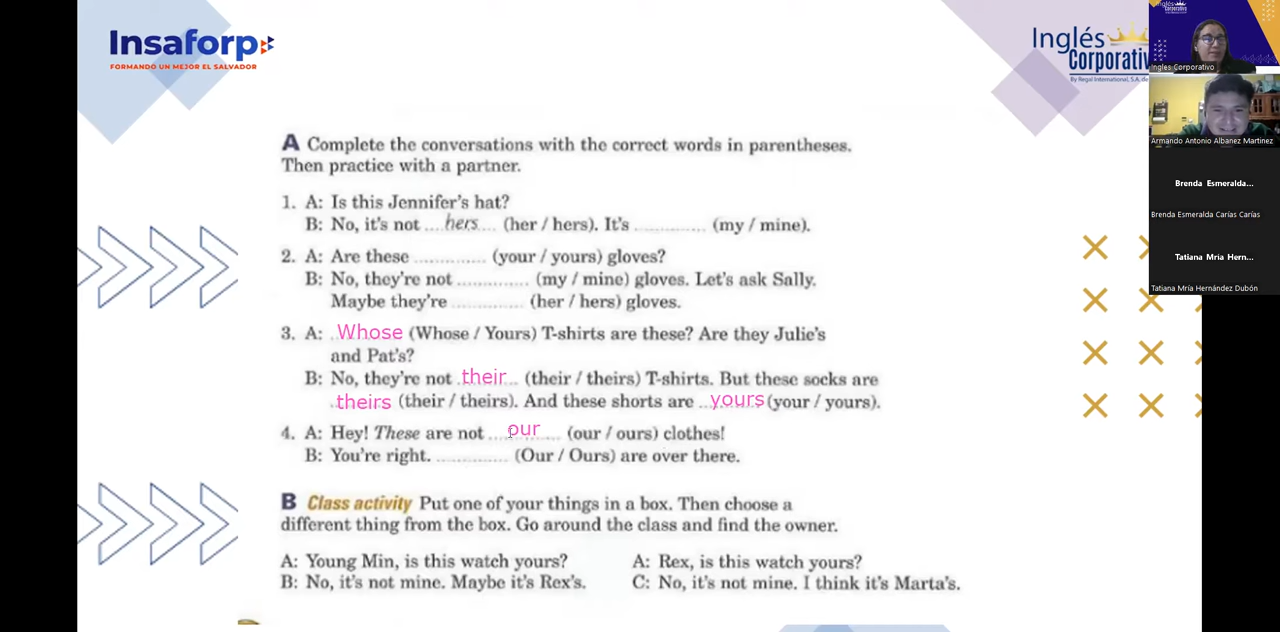 Insaforp
FORMANDO UN MEJOR EL SALVADOR
Inglés
Corporativ
By Regal International, S.A. de
Inglés
Ingles Corporativo
Armando Antonio Albanez Martinez
Brenda Esmeralda...
Brenda Esmeralda Carías Carías
Tatiana Mria Hern...
Tatiana Mría Hernández Dubón
A Complete the conversations with the correct words in parentheses.
Then practice with a partner.
1. A: Is this Jennifer's hat?
B: No, it's not ....hers.... (her / hers). It's .............. (my / mine).
2. A: Are these .............. (your / yours) gloves?
B: No, they're not .............. (my / mine) gloves. Let's ask Sally.
Maybe they're .............. (her / hers) gloves.
3. A: Whose (Whose / Yours) T-shirts are these? Are they Julie's
and Pat's?
B: No, they're not their (their / theirs) T-shirts. But these socks are
theirs (their / theirs). And these shorts are yours (your / yours).
4. A: Hey! These are not our (our / ours) clothes!
B: You're right. .............. (Our / Ours) are over there.
B Class activity Put one of your things in a box. Then choose a
different thing from the box. Go around the class and find the owner.
A: Young Min, is this watch yours?
B: No, it's not mine. Maybe it's Rex's.
A: Rex, is this watch yours?
C: No, it's not mine. I think it's Marta's.